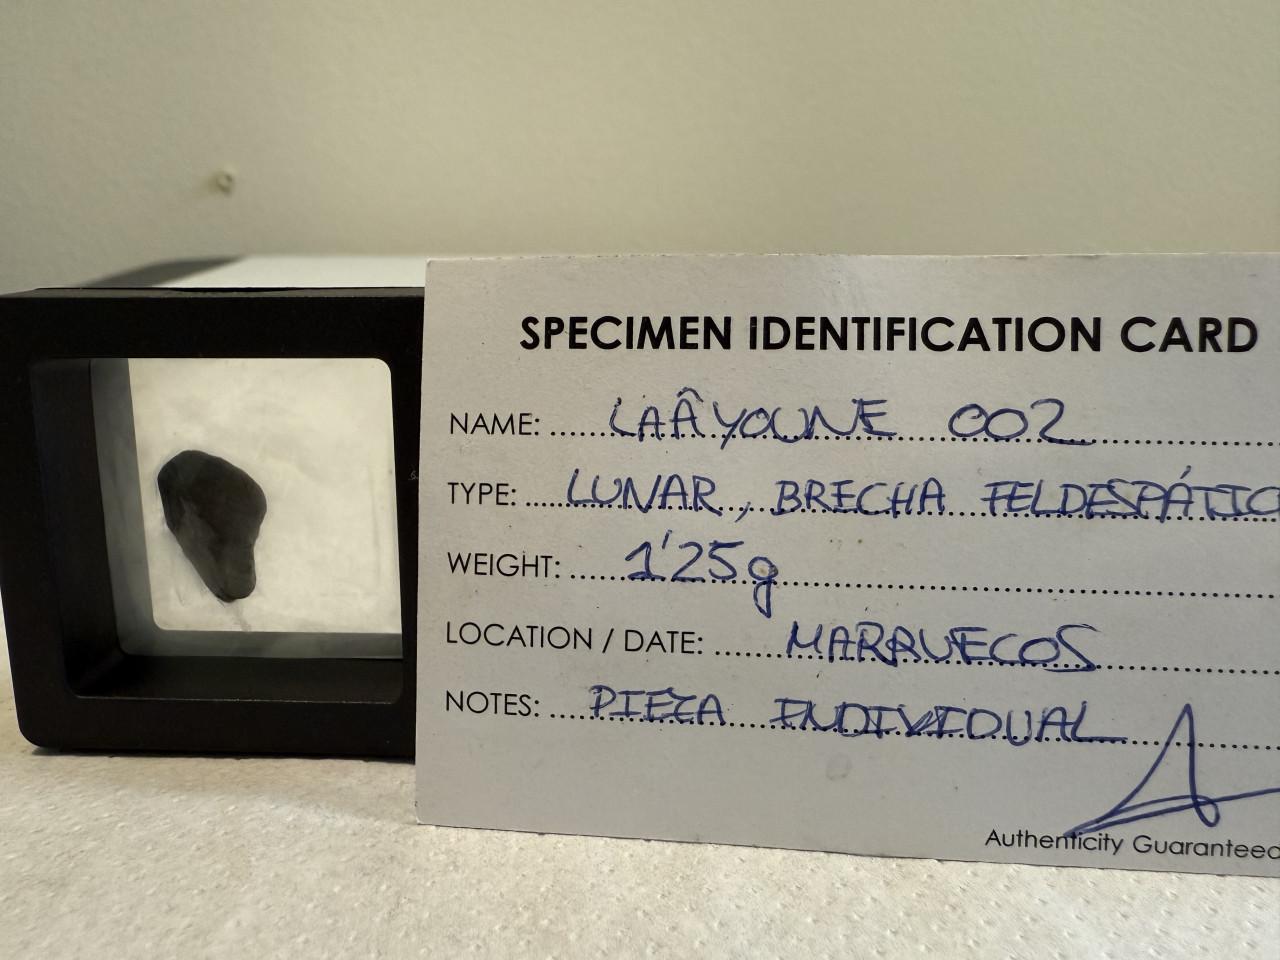 SPECIMEN IDENTIFICATION CARD
NAME: LAÂYOUNE 002
TYPE: LUNAR, BRECHA FELDESPÁTIC
WEIGHT: 1'25g
LOCATION / DATE: MARRUECOS
NOTES: PIEZA INDIVIDUAL
Authenticity Guaranteed